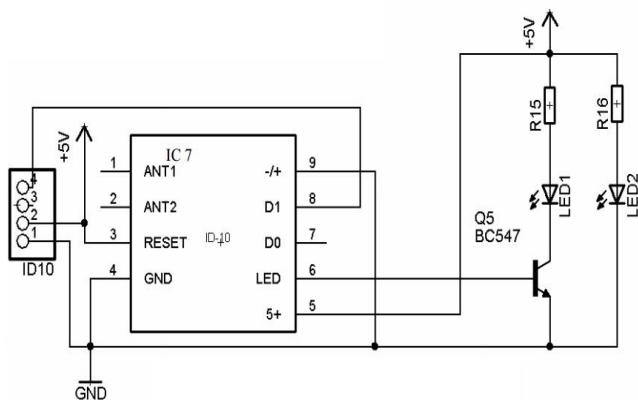 +5V
R15
R16
+5V
IC 7
4
3
2
1
ID10
1
ANT1
-/+
9
2
ANT2
D1
8
3
RESET
ID-10
D0
7
4
GND
LED
6
5+
5
LED1
LED2
Q5
BC547
GND